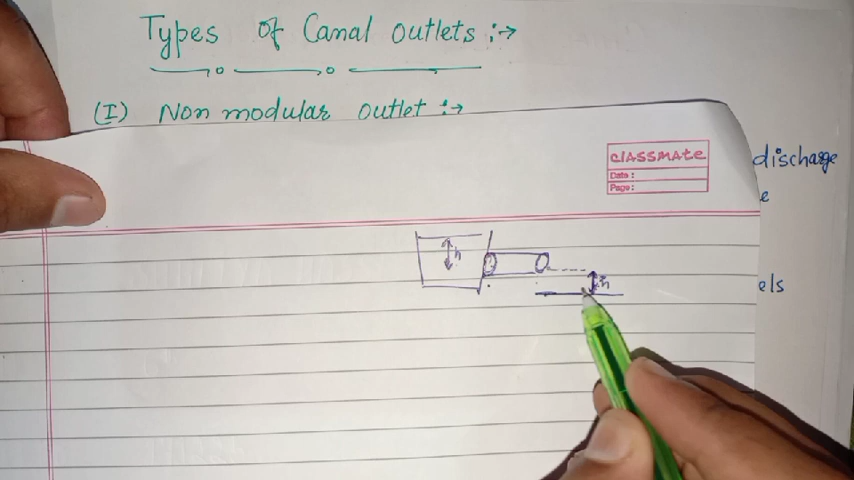 Types of Canal outlets :→
(I) Non modular outlet :→
discharge
e
els
classmate
Date :
Page :
h
h